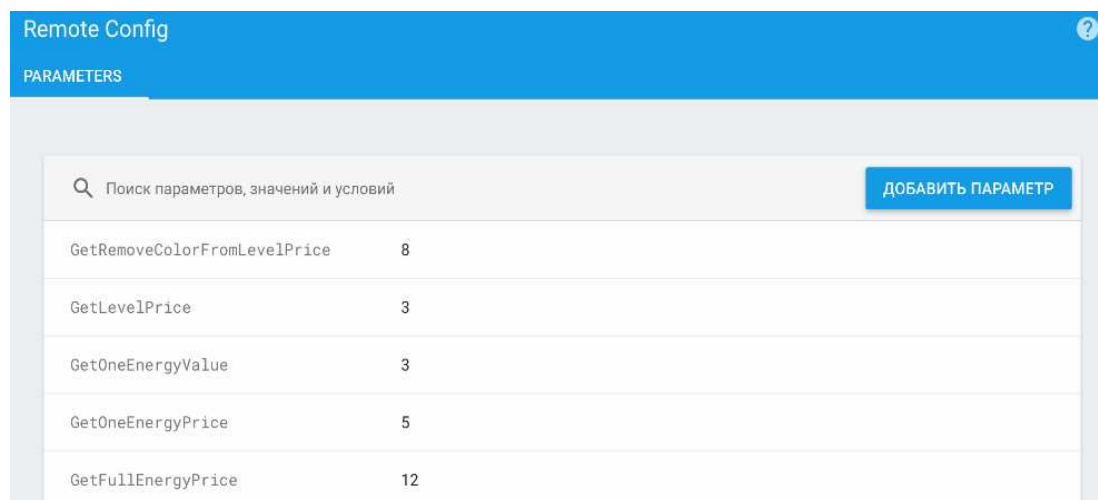 Remote Config
?
PARAMETERS
Поиск параметров, значений и условий
ДОБАВИТЬ ПАРАМЕТР
GetRemoveColorFromLevelPrice 8
GetLevelPrice 3
GetOneEnergyValue 3
GetOneEnergyPrice 5
GetFullEnergyPrice 12